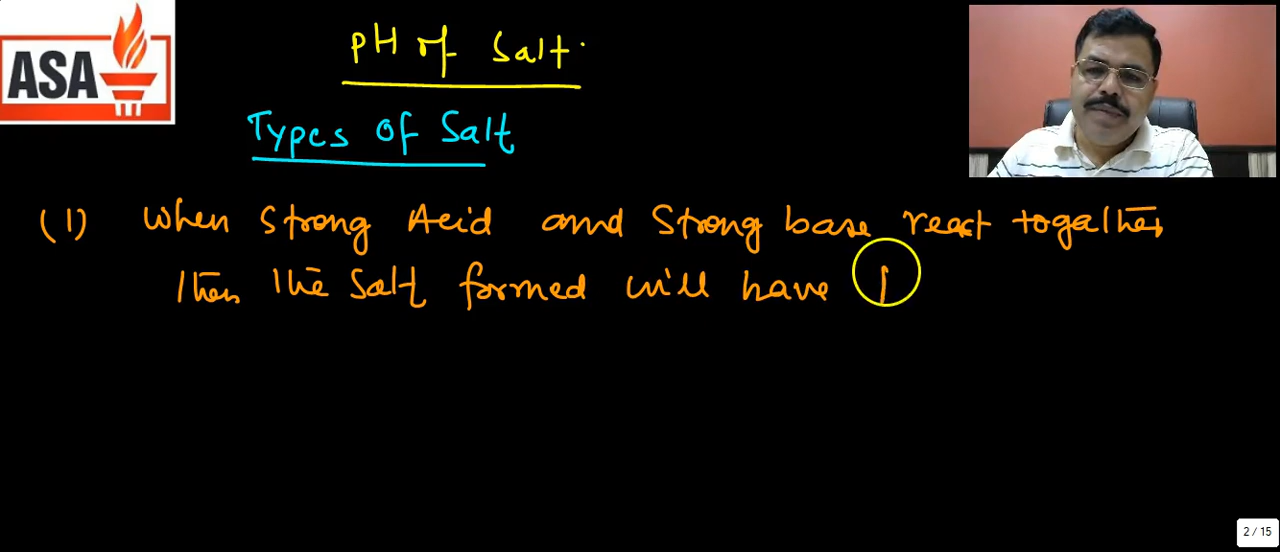 ASA
pH of Salt.
Types Of Salt
(1) When Strong Acid and Strong base react togather
then the Salt formed will have
2 / 15